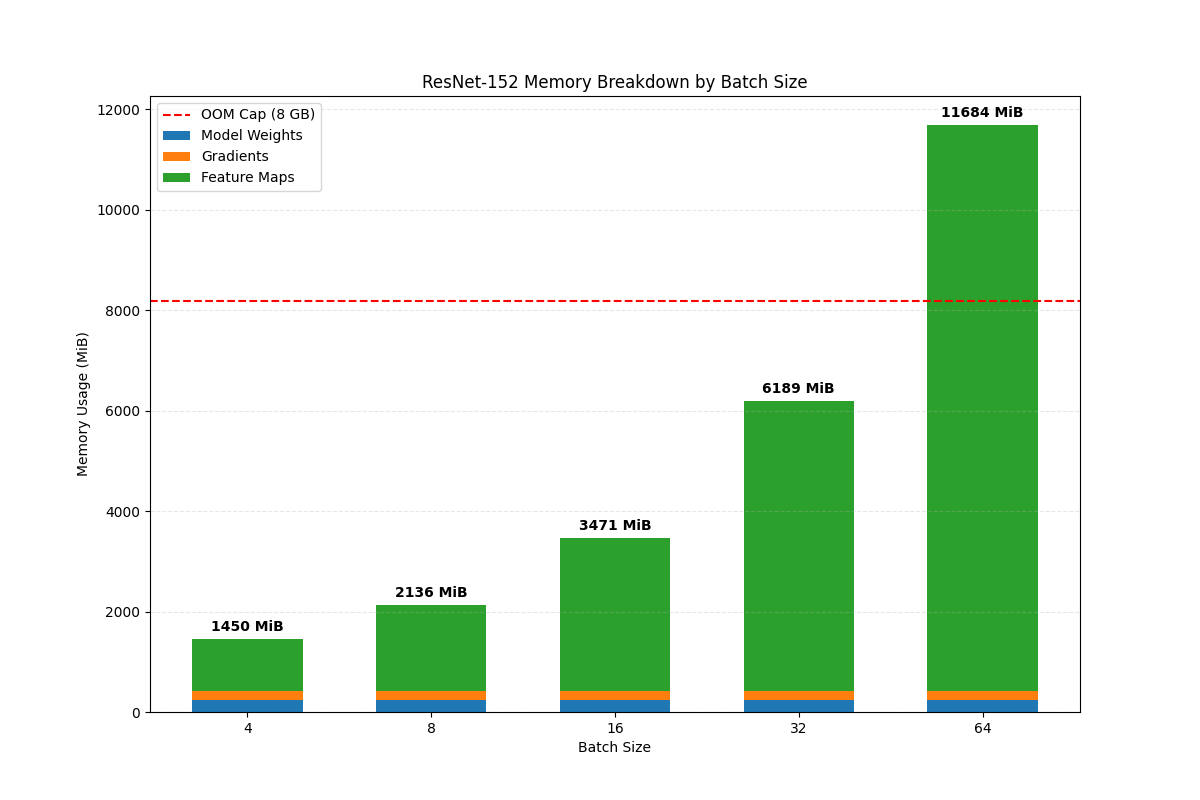 ResNet-152 Memory Breakdown by Batch Size
OOM Cap (8 GB)
Model Weights
Gradients
Feature Maps
Memory Usage (MiB)
12000
10000
8000
6000
4000
2000
0
1450 MiB
2136 MiB
3471 MiB
6189 MiB
11684 MiB
4
8
16
32
64
Batch Size